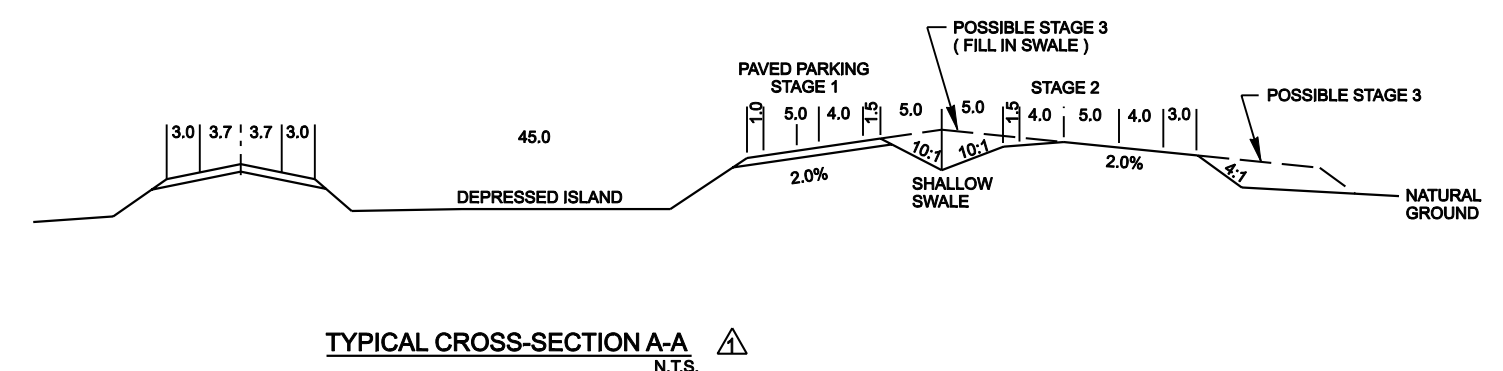 POSSIBLE STAGE 3
( FILL IN SWALE )
PAVED PARKING
STAGE 1
STAGE 2
POSSIBLE STAGE 3
3.0 3.7 3.7 3.0
45.0
1.0 5.0 4.0 1.5 5.0 5.0 1.5 4.0 5.0 4.0 3.0
10:1 10:1
2.0%
2.0%
4:1
DEPRESSED ISLAND
SHALLOW
SWALE
NATURAL
GROUND
TYPICAL CROSS-SECTION A-A 1
N.T.S.